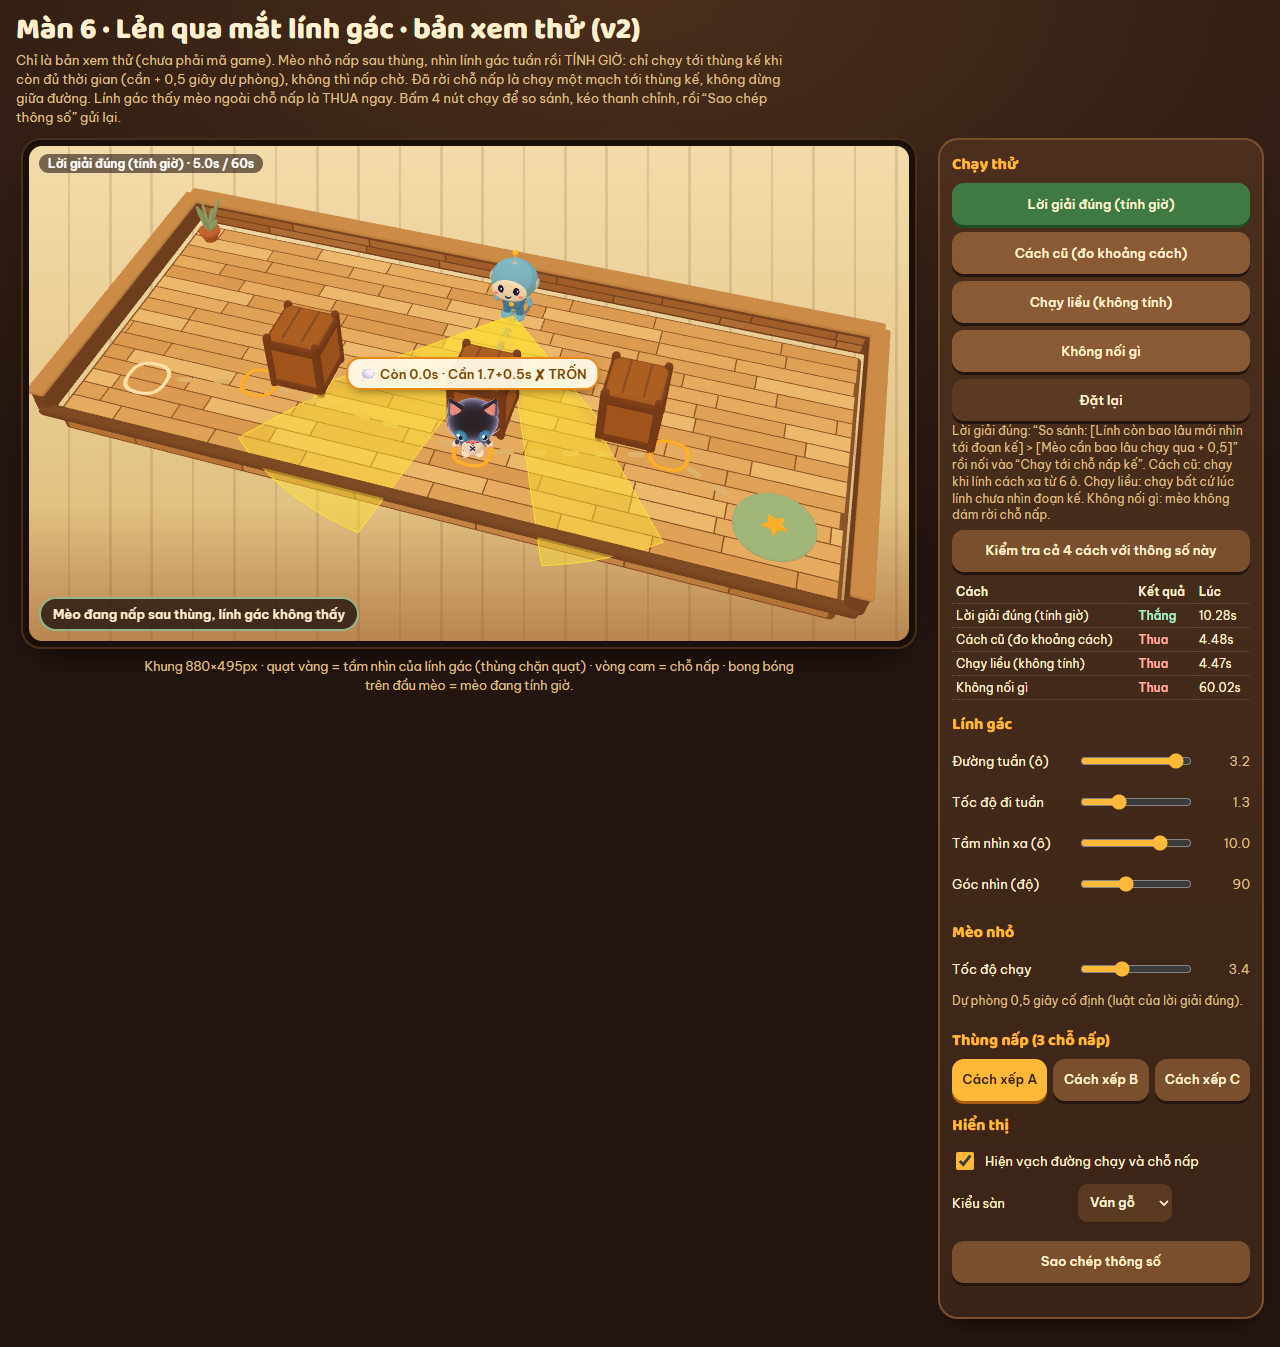 Màn 6 · Lẻn qua mắt lính gác · bản xem thử (v2)
Chỉ là bản xem thử (chưa phải mã game). Mèo nhỏ nấp sau thùng, nhìn lính gác tuần rồi TÍNH GIỜ: chỉ chạy tới thùng kế khi
còn đủ thời gian (cần + 0,5 giây dự phòng), không thì nấp chờ. Đã rời chỗ nấp là chạy một mạch tới thùng kế, không dừng
giữa đường. Lính gác thấy mèo ngoài chỗ nấp là THUA ngay. Bấm 4 nút chạy để so sánh, kéo thanh chỉnh, rồi "Sao chép
thông số" gửi lại.
Lời giải đúng (tính giờ) · 5.0s / 60s
Còn 0.0s · Cần 1.7+0.5s ✗ TRỐN
Mèo đang nấp sau thùng, lính gác không thấy
Khung 880×495px · quạt vàng = tầm nhìn của lính gác (thùng chặn quạt) · vòng cam = chỗ nấp · bong bóng
trên đầu mèo = mèo đang tính giờ.
Chạy thử
Lời giải đúng (tính giờ)
Cách cũ (đo khoảng cách)
Chạy liều (không tính)
Không nối gì
Đặt lại
Lời giải đúng: "So sánh: [Lính còn bao lâu mới nhìn
tới đoạn kế] > [Mèo cần bao lâu chạy qua + 0,5]"
rồi nối vào "Chạy tới chỗ nấp kế". Cách cũ: chạy
khi lính cách xa từ 6 ô. Chạy liều: chạy bất cứ lúc
lính chưa nhìn đoạn kế. Không nối gì: mèo không
dám rời chỗ nấp.
Kiểm tra cả 4 cách với thông số này
Cách Kết quả Lúc
Lời giải đúng (tính giờ) Thắng 10.28s
Cách cũ (đo khoảng cách) Thua 4.48s
Chạy liều (không tính) Thua 4.47s
Không nối gì Thua 60.02s
Lính gác
Đường tuần (ô) 3.2
Tốc độ đi tuần 1.3
Tầm nhìn xa (ô) 10.0
Góc nhìn (độ) 90
Mèo nhỏ
Tốc độ chạy 3.4
Dự phòng 0,5 giây cố định (luật của lời giải đúng).
Thùng nấp (3 chỗ nấp)
Cách xếp A Cách xếp B Cách xếp C
Hiển thị
Hiện vạch đường chạy và chỗ nấp
Kiểu sàn Ván gỗ
Sao chép thông số